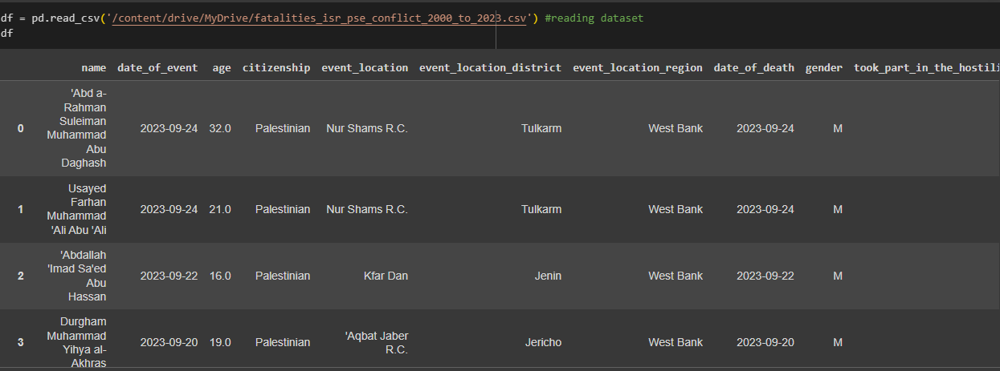 df = pd.read_csv('/content/drive/MyDrive/fatalities_isr_pse_conflict_2000_to_2023.csv') #reading dataset
df
name date_of_event age citizenship event_location event_location_district event_location_region date_of_death gender took_part_in_the_hostili
'Abd a-
Rahman
Suleiman
0 Muhammad 2023-09-24 32.0 Palestinian Nur Shams R.C. Tulkarm West Bank 2023-09-24 M
Abu
Daghash
Usayed
Farhan
1 Muhammad 2023-09-24 21.0 Palestinian Nur Shams R.C. Tulkarm West Bank 2023-09-24 M
'Ali Abu 'Ali
'Abdallah
'Imad Sa'ed
2 Abu 2023-09-22 16.0 Palestinian Kfar Dan Jenin West Bank 2023-09-22 M
Hassan
Durgham
Muhammad
3 Yihya al- 2023-09-20 19.0 Palestinian 'Aqbat Jaber R.C. Jericho West Bank 2023-09-20 M
Akhras